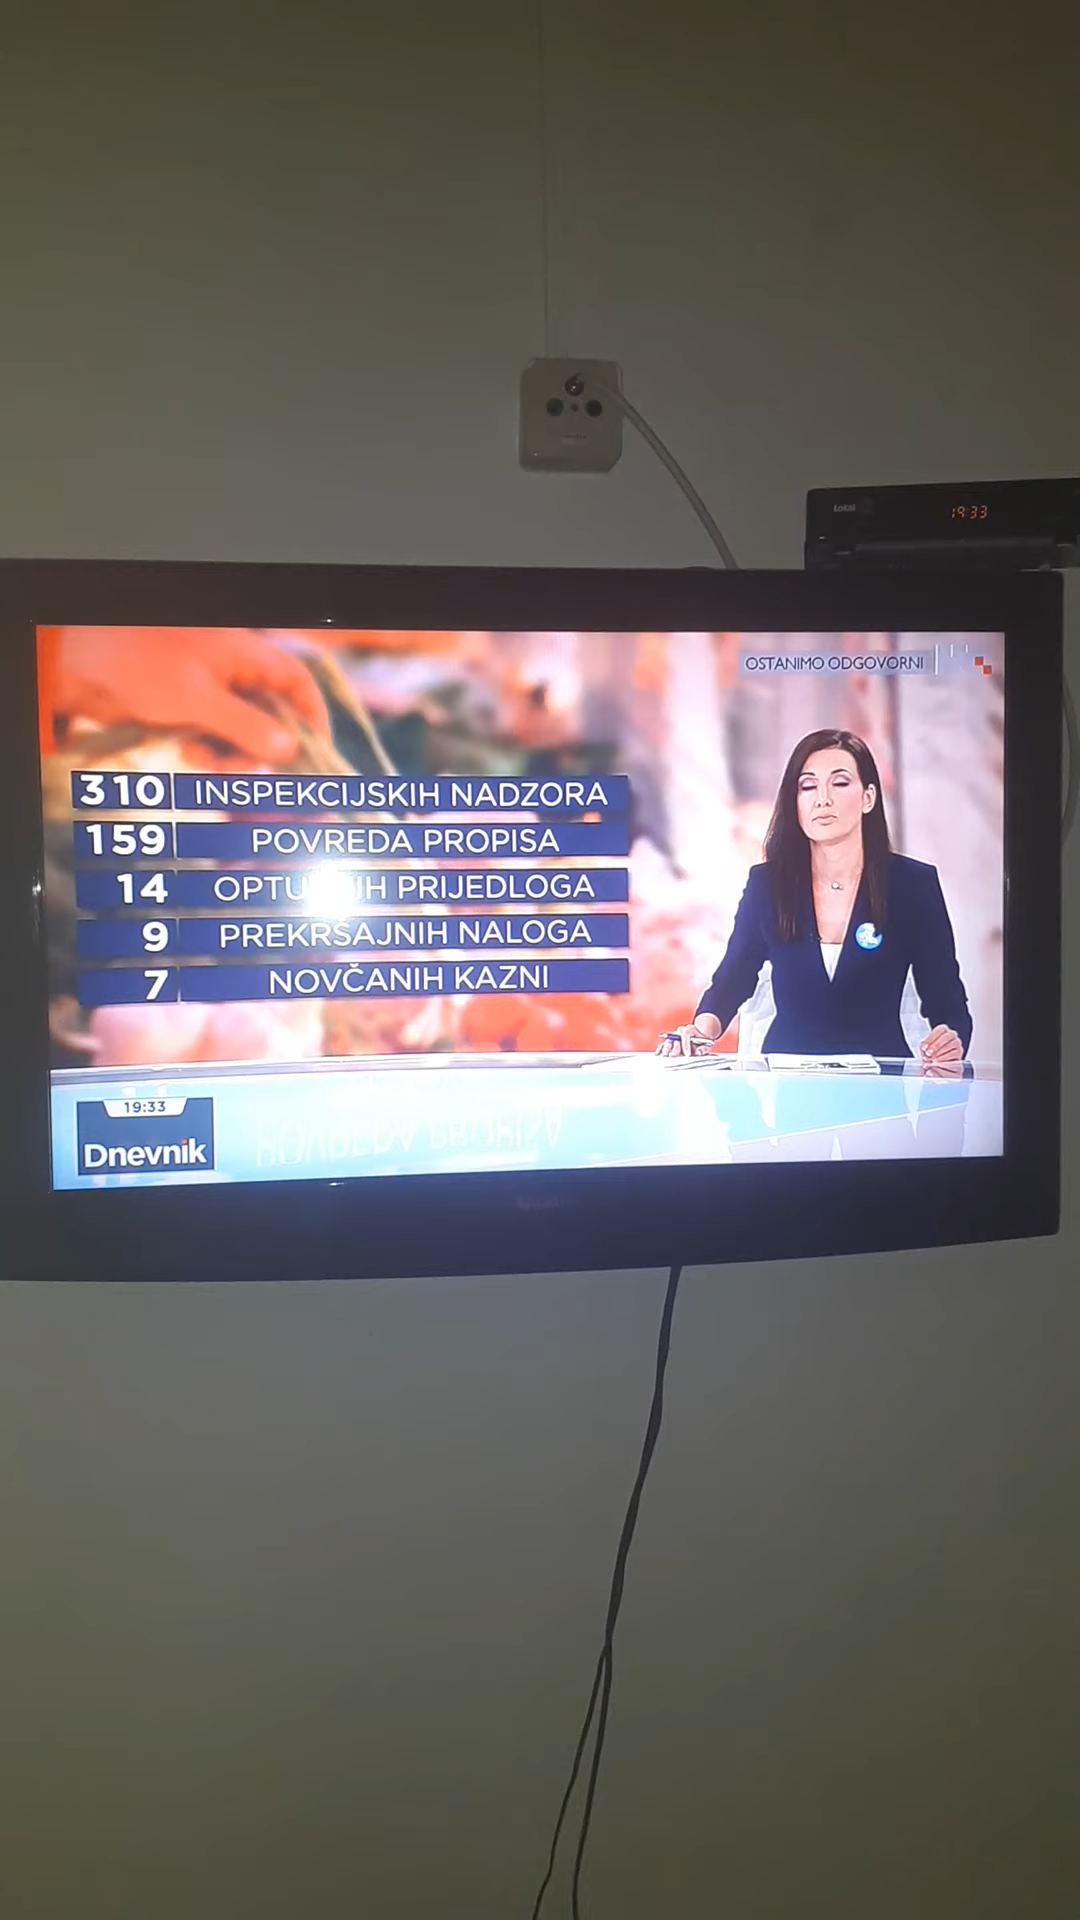 total
19:33
OSTANIMO ODGOVORNI
310 INSPEKCIJSKIH NADZORA
159 POVREDA PROPISA
14 PRIJEDLOGA
9 PREKRŠAJNIH NALOGA
7 NOVČANIH KAZNI
19:33
Dnevnik